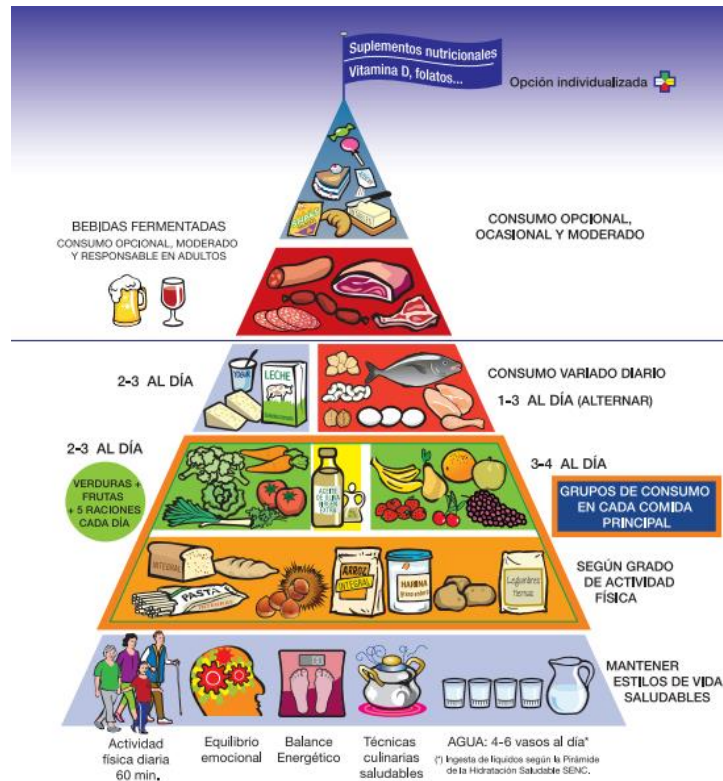 Suplementos nutricionales
Vitamina D, folatos...
Opción individualizada
BEBIDAS FERMENTADAS
CONSUMO OPCIONAL, MODERADO
Y RESPONSABLE EN ADULTOS
CONSUMO OPCIONAL,
OCASIONAL Y MODERADO
2-3 AL DÍA
YOGUR
LECHE
CONSUMO VARIADO DIARIO
1-3 AL DÍA (ALTERNAR)
2-3 AL DÍA
VERDURAS +
FRUTAS
+ 5 RACIONES
CADA DÍA
ACEITE
DE OLIVA
VIRGEN
EXTRA
3-4 AL DÍA
GRUPOS DE CONSUMO
EN CADA COMIDA
PRINCIPAL
INTEGRAL
PASTA
ARROZ
INTEGRAL
HARINA
Legumbres
tiernas
SEGÚN GRADO
DE ACTIVIDAD
FÍSICA
MANTENER
ESTILOS DE VIDA
SALUDABLES
Actividad
física diaria
60 min.
Equilibrio
emocional
Balance
Energético
Técnicas
culinarias
saludables
AGUA: 4-6 vasos al día*
(*) Ingesta de líquidos según la Pirámide
de la Hidratación Saludable SENC.